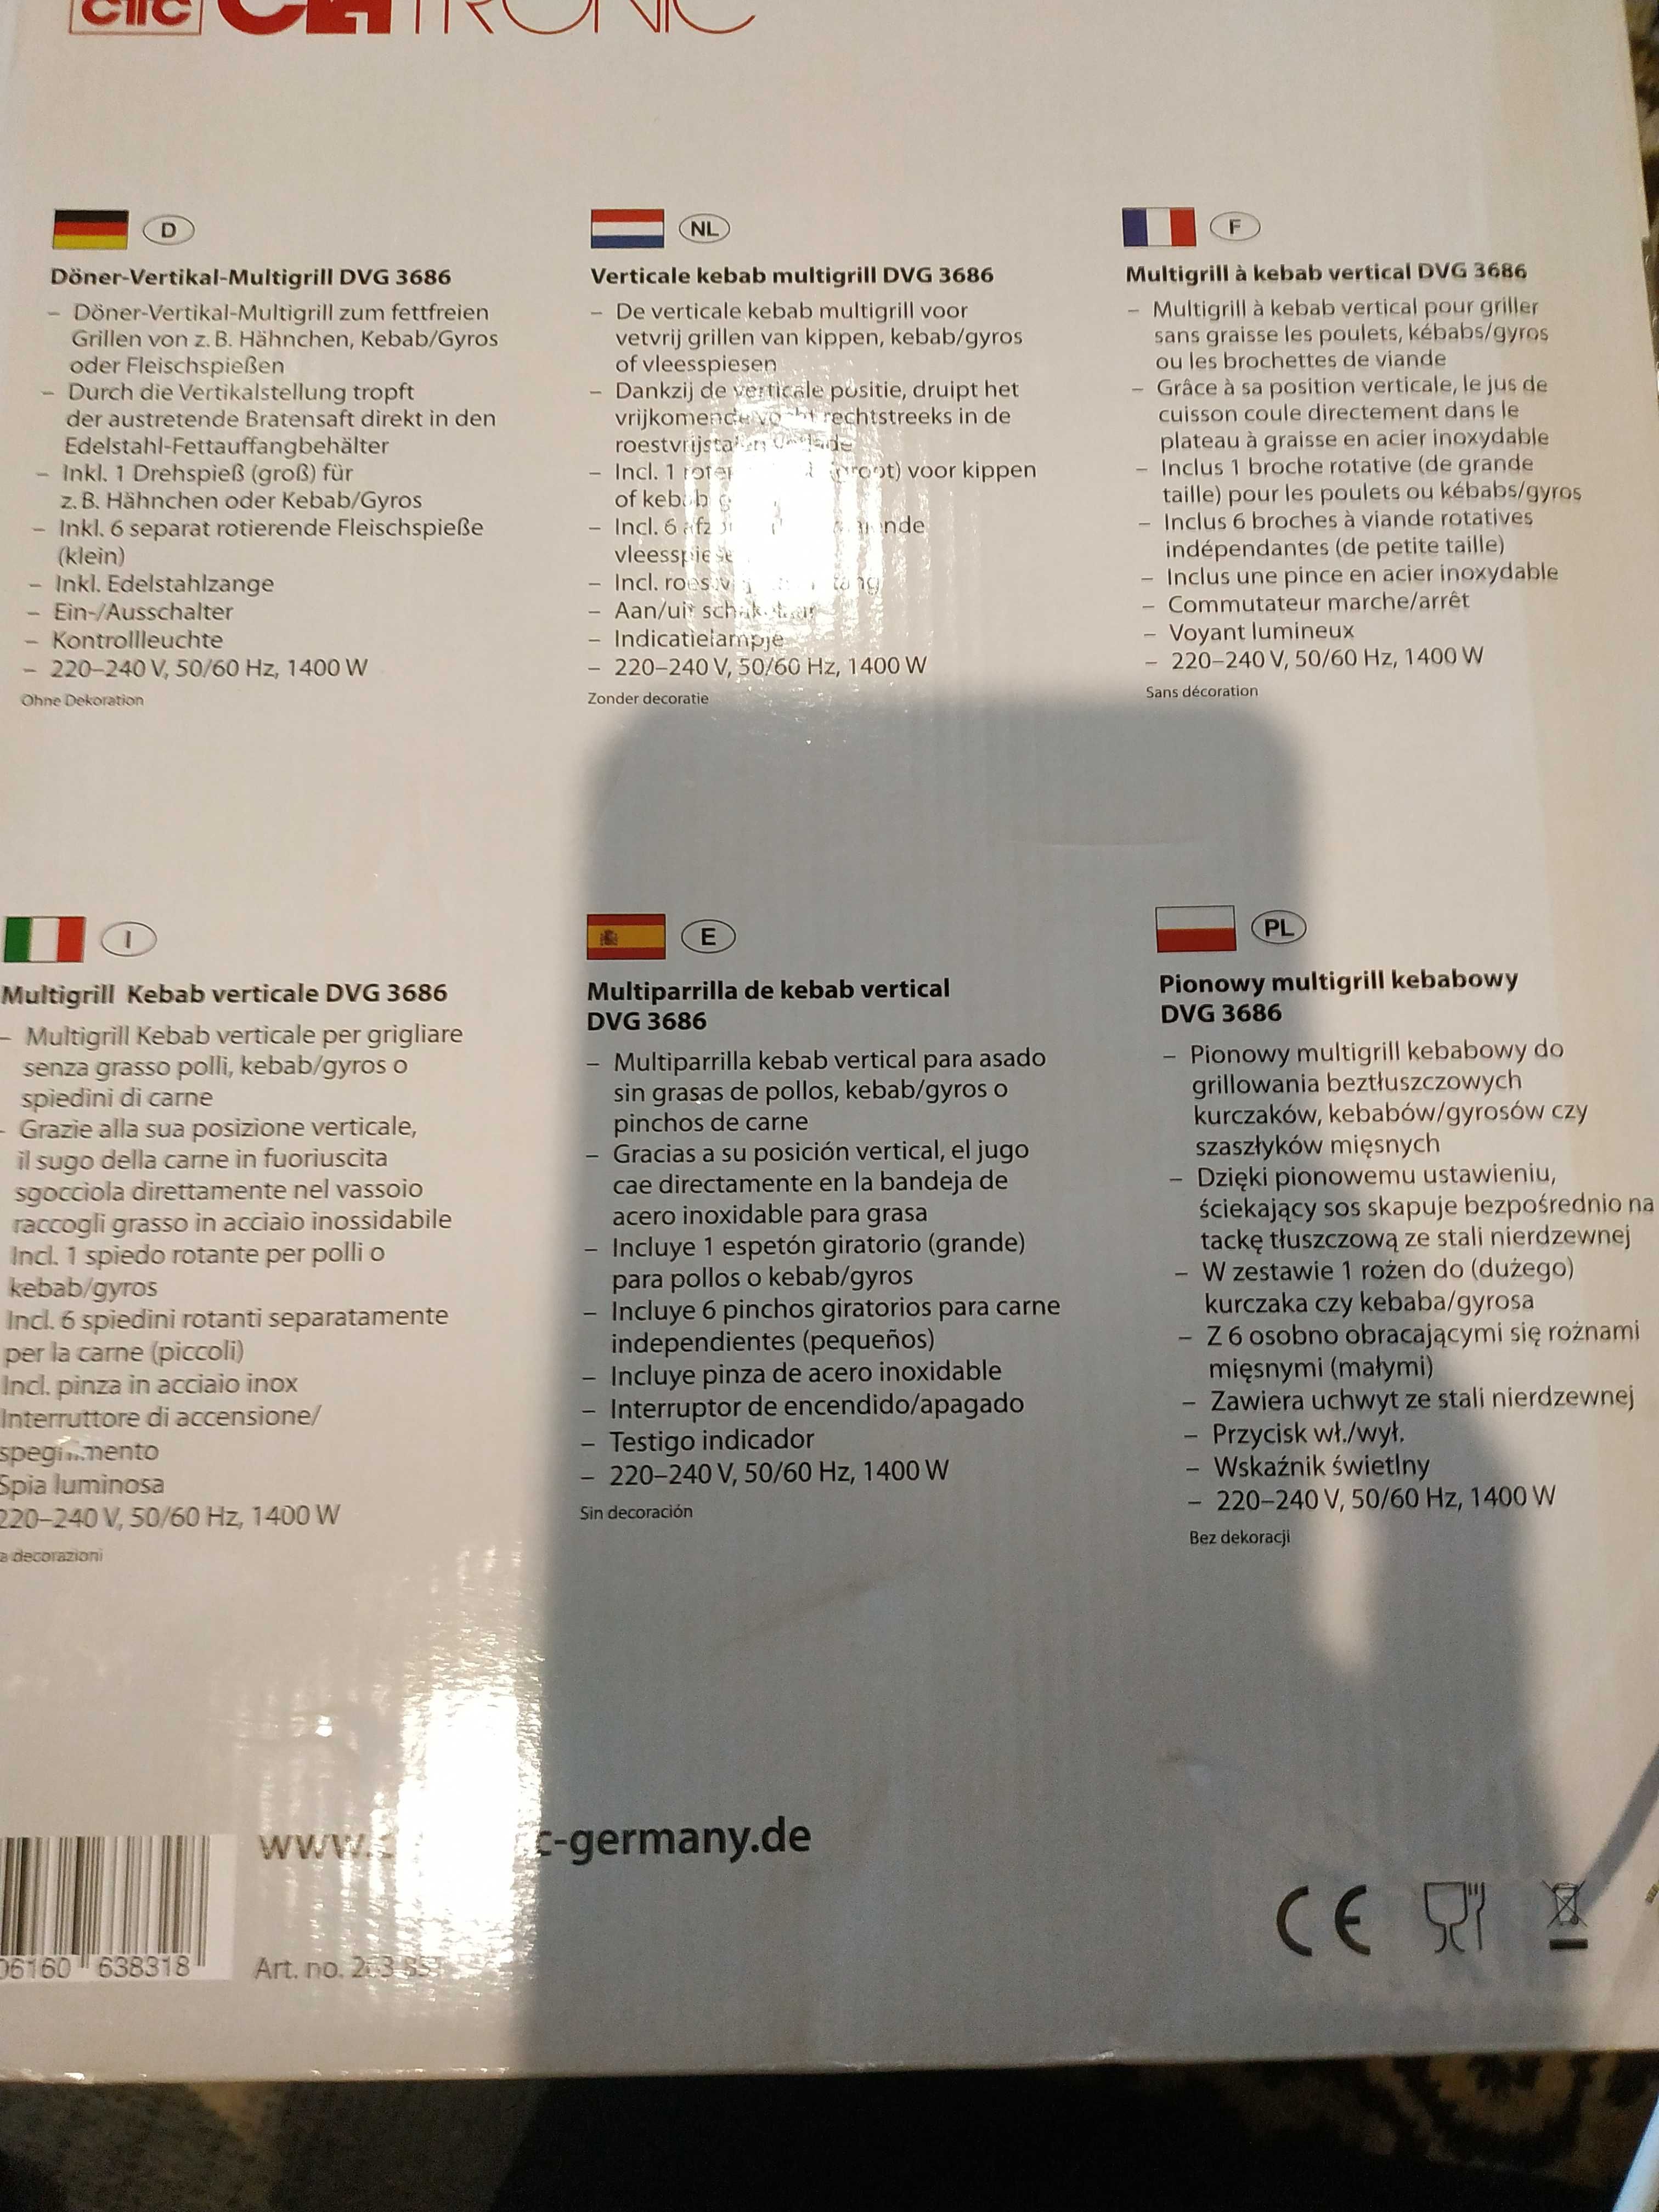 ctc CLATRONIC
D
Döner-Vertikal-Multigrill DVG 3686
– Döner-Vertikal-Multigrill zum fettfreien
Grillen von z. B. Hähnchen, Kebab/Gyros
oder Fleischspießen
– Durch die Vertikalstellung tropft
der austretende Bratensaft direkt in den
Edelstahl-Fettauffangbehälter
– Inkl. 1 Drehspieß (groß) für
z. B. Hähnchen oder Kebab/Gyros
– Inkl. 6 separat rotierende Fleischspieße
(klein)
– Inkl. Edelstahlzange
– Ein-/Ausschalter
– Kontrollleuchte
– 220–240 V, 50/60 Hz, 1400 W
Ohne Dekoration
NL
Verticale kebab multigrill DVG 3686
– De verticale kebab multigrill voor
vetvrij grillen van kippen, kebab/gyros
of vleesspiesen
– Dankzij de verticale positie, druipt het
vrijkomende vocht rechtstreeks in de
roestvrijstalen
– Incl. 1 (groot) voor kippen
of kebab
– Incl. 6
– Incl.
– Aan/uit schakelaar
– Indicatielampje
– 220–240 V, 50/60 Hz, 1400 W
Zonder decoratie
F
Multigrill à kebab vertical DVG 3686
– Multigrill à kebab vertical pour griller
sans graisse les poulets, kébabs/gyros
ou les brochettes de viande
– Grâce à sa position verticale, le jus de
cuisson coule directement dans le
plateau à graisse en acier inoxydable
– Inclus 1 broche rotative (de grande
taille) pour les poulets ou kébabs/gyros
– Inclus 6 broches à viande rotatives
indépendantes (de petite taille)
– Inclus une pince en acier inoxydable
– Commutateur marche/arrêt
– Voyant lumineux
– 220–240 V, 50/60 Hz, 1400 W
Sans décoration
I
Multigrill Kebab verticale DVG 3686
– Multigrill Kebab verticale per grigliare
senza grasso polli, kebab/gyros o
spiedini di carne
– Grazie alla sua posizione verticale,
il sugo della carne in fuoriuscita
sgocciola direttamente nel vassoio
raccogli grasso in acciaio inossidabile
Incl. 1 spiedo rotante per polli o
kebab/gyros
Incl. 6 spiedini rotanti separatamente
per la carne (piccoli)
Incl. pinza in acciaio inox
Interruttore di accensione/
spegnimento
Spia luminosa
220–240 V, 50/60 Hz, 1400 W
decorazioni
E
Multiparrilla de kebab vertical
DVG 3686
– Multiparrilla kebab vertical para asado
sin grasas de pollos, kebab/gyros o
pinchos de carne
– Gracias a su posición vertical, el jugo
cae directamente en la bandeja de
acero inoxidable para grasa
– Incluye 1 espetón giratorio (grande)
para pollos o kebab/gyros
– Incluye 6 pinchos giratorios para carne
independientes (pequeños)
– Incluye pinza de acero inoxidable
– Interruptor de encendido/apagado
– Testigo indicador
– 220–240 V, 50/60 Hz, 1400 W
Sin decoración
PL
Pionowy multigrill kebabowy
DVG 3686
– Pionowy multigrill kebabowy do
grillowania beztłuszczowych
kurczaków, kebabów/gyrosów czy
szaszłyków mięsnych
– Dzięki pionowemu ustawieniu,
ściekający sos skapuje bezpośrednio na
tackę tłuszczową ze stali nierdzewnej
– W zestawie 1 rożen do (dużego)
kurczaka czy kebaba/gyrosa
– Z 6 osobno obracającymi się rożnami
mięsnymi (małymi)
– Zawiera uchwyt ze stali nierdzewnej
– Przycisk wł./wył.
– Wskaźnik świetlny
– 220–240 V, 50/60 Hz, 1400 W
Bez dekoracji
c-germany.de
06160 638318
Art. no.
CE